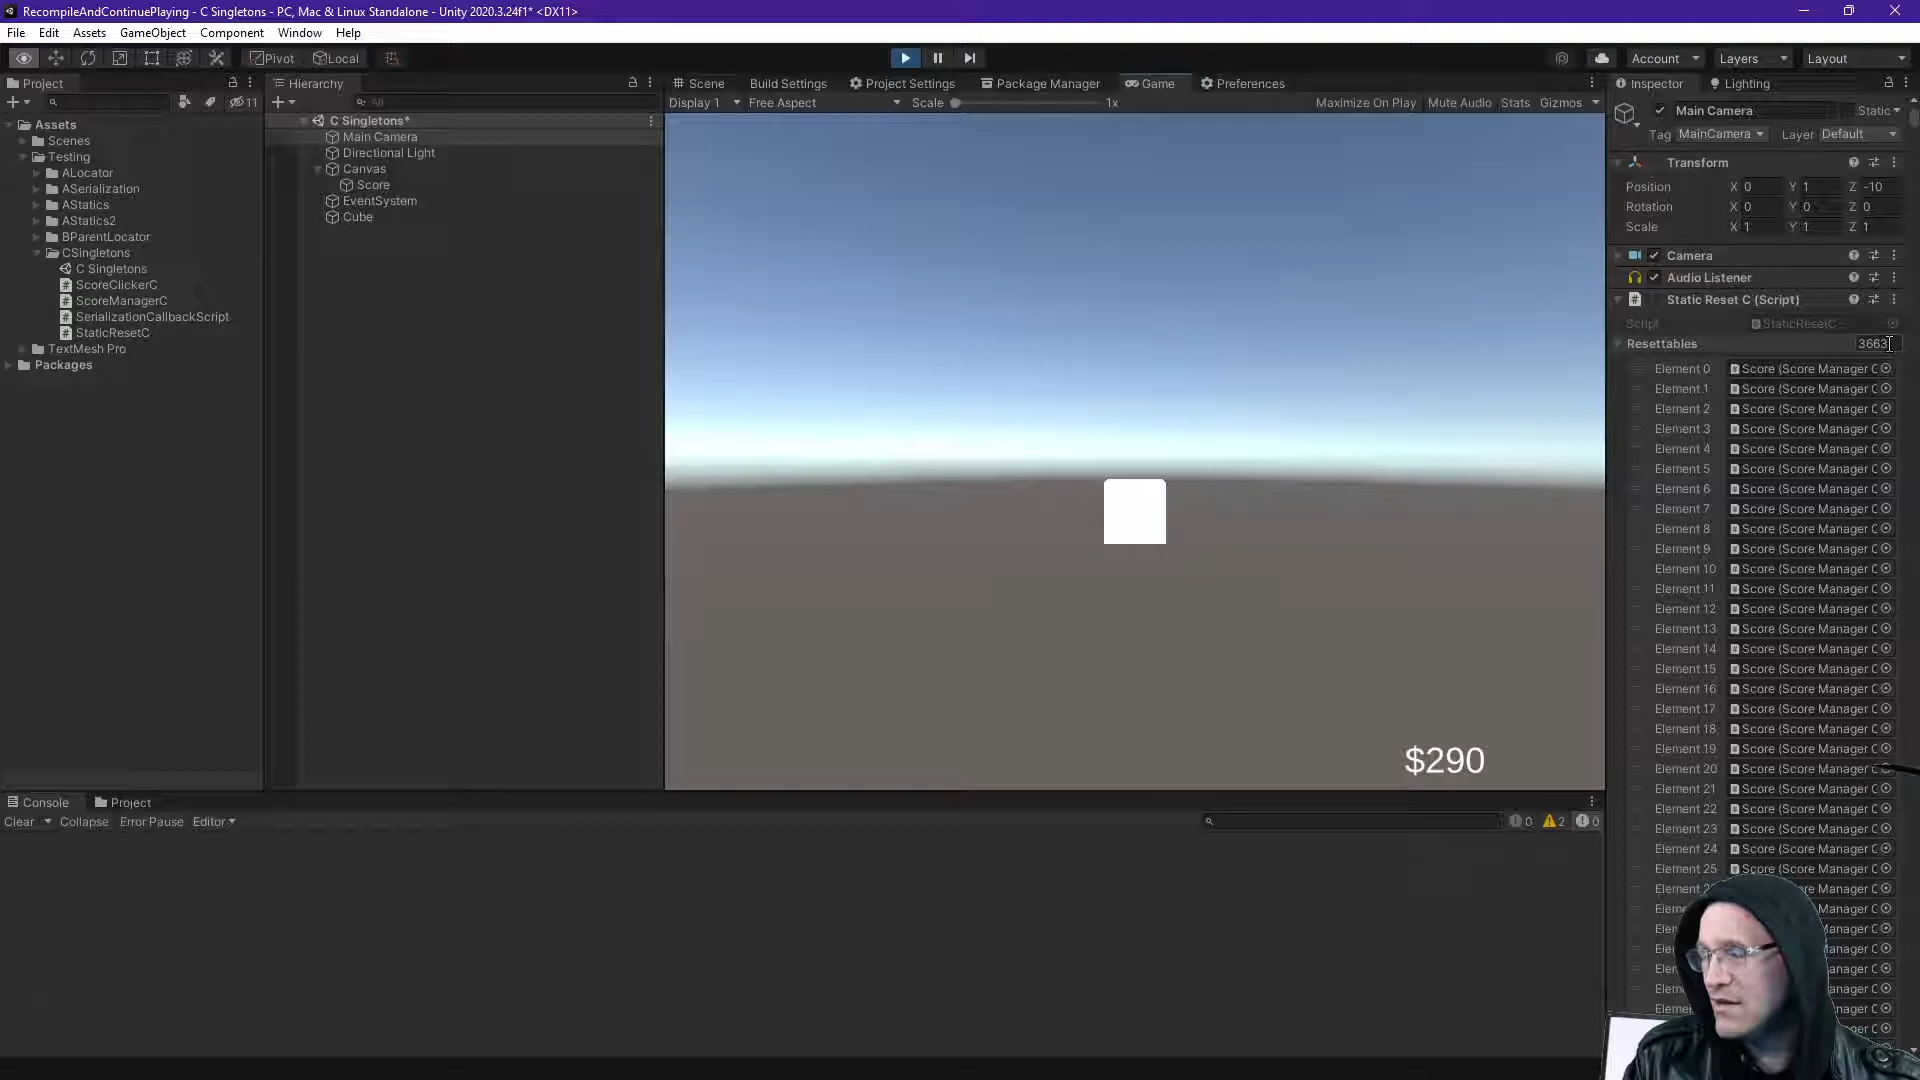 RecompileAndContinuePlaying - C Singletons - PC, Mac & Linux Standalone - Unity 2020.3.24f1* <DX11>
File Edit Assets GameObject Component Window Help
Pivot Local Account Layers Layout
Project Hierarchy Scene Build Settings Project Settings Package Manager Game Preferences Inspector Lighting
11 All Display 1 Free Aspect Scale 1x Maximize On Play Mute Audio Stats Gizmos
Assets
Scenes
Testing
ALocator
ASerialization
AStatics
AStatics2
BParentLocator
CSingletons
C Singletons
ScoreClickerC
ScoreManagerC
SerializationCallbackScript
StaticResetC
TextMesh Pro
Packages
C Singletons*
Main Camera
Directional Light
Canvas
Score
EventSystem
Cube
$290
Main Camera Static
Tag MainCamera Layer Default
Transform
Position X 0 Y 1 Z -10
Rotation X 0 Y 0 Z 0
Scale X 1 Y 1 Z 1
Camera
Audio Listener
Static Reset C (Script)
Script StaticResetC
Resettables 3663
Element 0 Score (Score Manager C
Element 1 Score (Score Manager C
Element 2 Score (Score Manager C
Element 3 Score (Score Manager C
Element 4 Score (Score Manager C
Element 5 Score (Score Manager C
Element 6 Score (Score Manager C
Element 7 Score (Score Manager C
Element 8 Score (Score Manager C
Element 9 Score (Score Manager C
Element 10 Score (Score Manager C
Element 11 Score (Score Manager C
Element 12 Score (Score Manager C
Element 13 Score (Score Manager C
Element 14 Score (Score Manager C
Element 15 Score (Score Manager C
Element 16 Score (Score Manager C
Element 17 Score (Score Manager C
Element 18 Score (Score Manager C
Element 19 Score (Score Manager C
Element 20 Score (Score Manager C
Element 21 Score (Score Manager C
Element 22 Score (Score Manager C
Element 23 Score (Score Manager C
Element 24 Score (Score Manager C
Element 25 Score (Score Manager C
Console Project
Clear Collapse Error Pause Editor 0 2 0